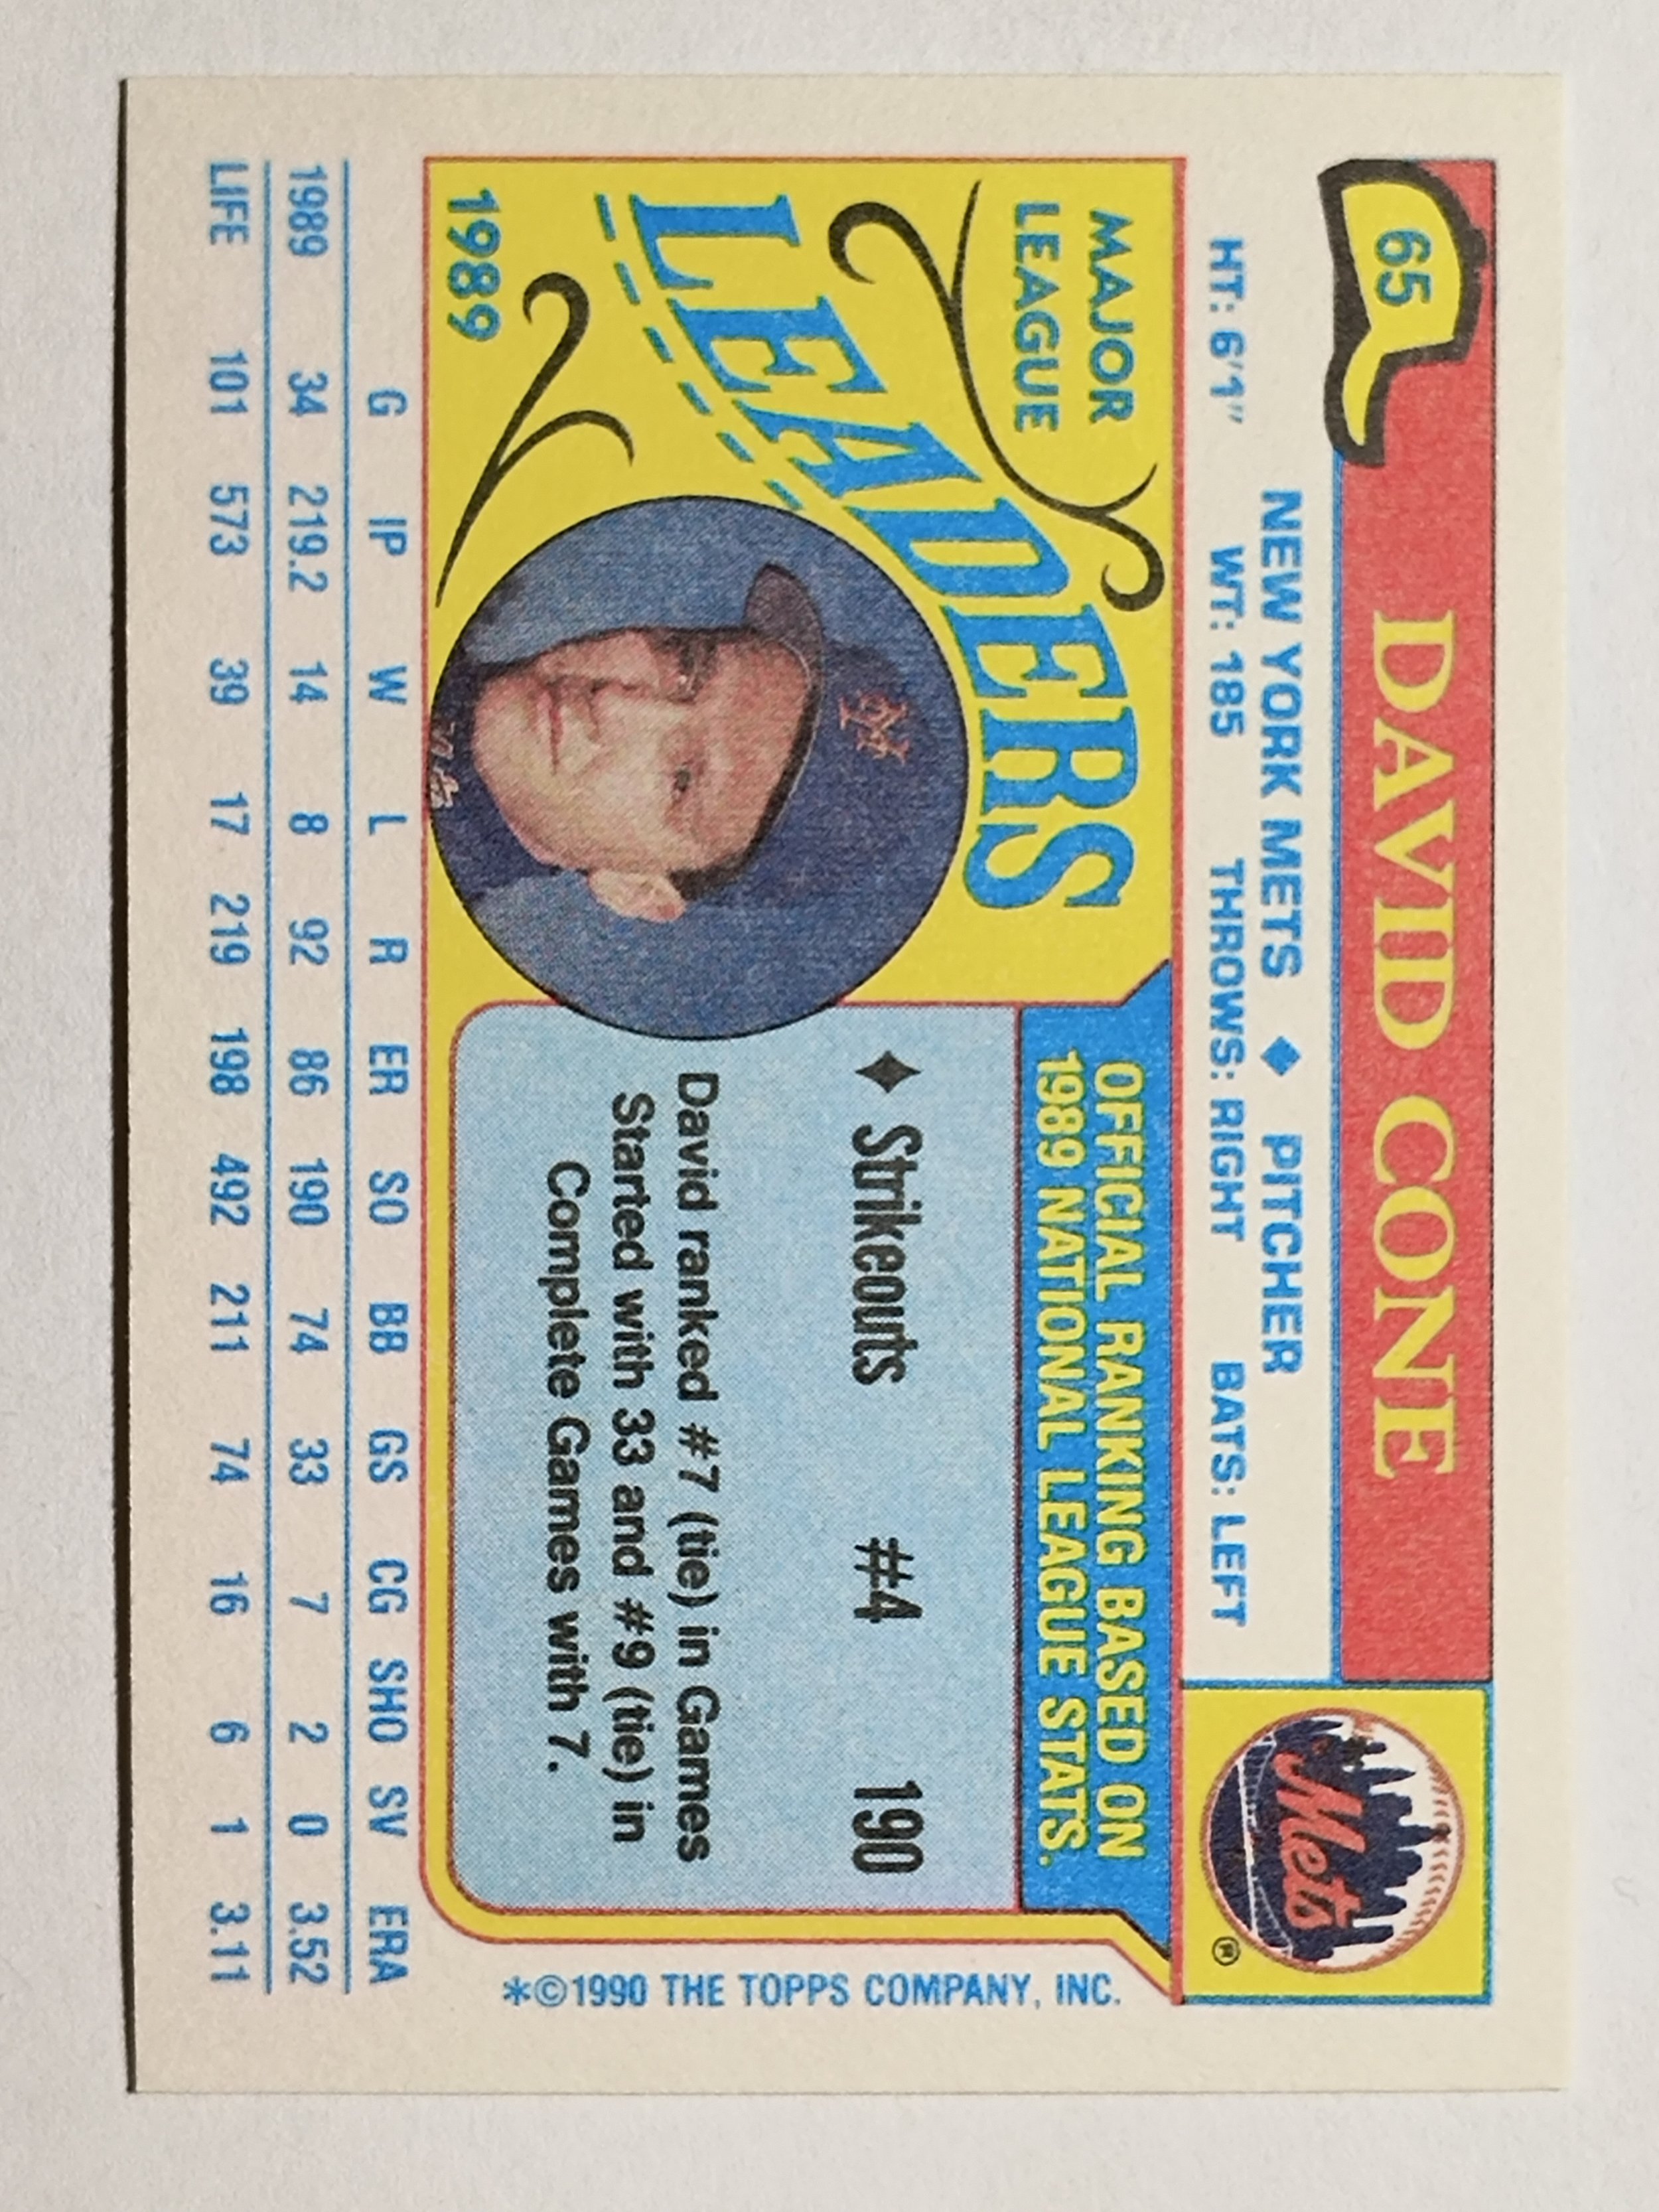 65
DAVID CONE
Mets
®
NEW YORK METS ◆ PITCHER
HT: 6'1" WT: 185 THROWS: RIGHT BATS: LEFT
MAJOR
LEAGUE
LEADERS
1989
OFFICIAL RANKING BASED ON
1989 NATIONAL LEAGUE STATS.
✦ Strikeouts #4 190
David ranked #7 (tie) in Games
Started with 33 and #9 (tie) in
Complete Games with 7.
*©1990 THE TOPPS COMPANY, INC.
G IP W L R ER SO BB GS CG SHO SV ERA
1989 34 219.2 14 8 92 86 190 74 33 7 2 0 3.52
LIFE 101 573 39 17 219 198 492 211 74 16 6 1 3.11